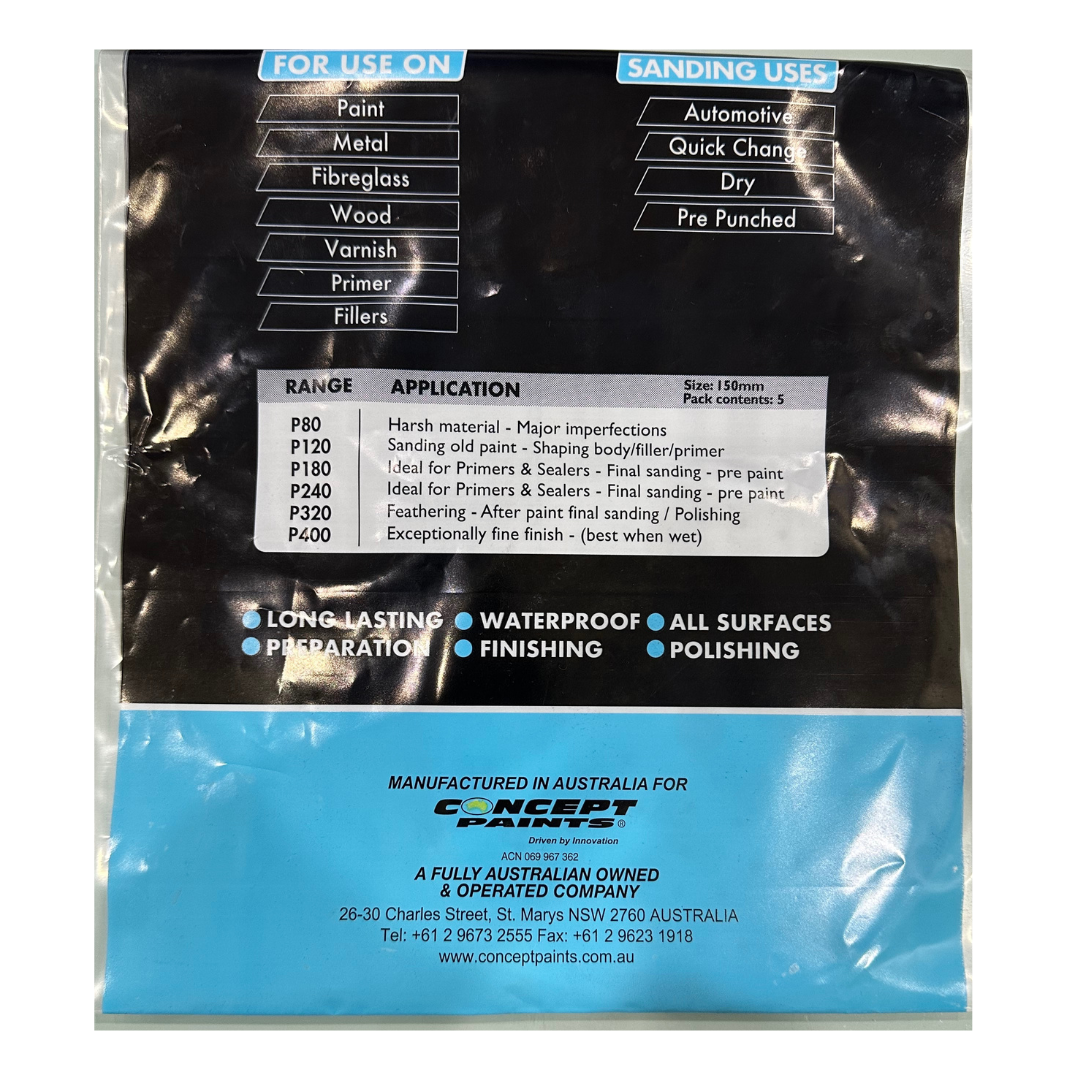 FOR USE ON
Paint
Metal
Fibreglass
Wood
Varnish
Primer
Fillers
SANDING USES
Automotive
Quick Change
Dry
Pre Punched
RANGE APPLICATION Size: 150mm
Pack contents: 5
P80 Harsh material - Major imperfections
P120 Sanding old paint - Shaping body/filler/primer
P180 Ideal for Primers & Sealers - Final sanding - pre paint
P240 Ideal for Primers & Sealers - Final sanding - pre paint
P320 Feathering - After paint final sanding / Polishing
P400 Exceptionally fine finish - (best when wet)
LONG LASTING WATERPROOF ALL SURFACES
PREPARATION FINISHING POLISHING
MANUFACTURED IN AUSTRALIA FOR
CONCEPT
PAINTS®
Driven by Innovation
ACN 069 967 362
A FULLY AUSTRALIAN OWNED
& OPERATED COMPANY
26-30 Charles Street, St. Marys NSW 2760 AUSTRALIA
Tel: +61 2 9673 2555 Fax: +61 2 9623 1918
www.conceptpaints.com.au